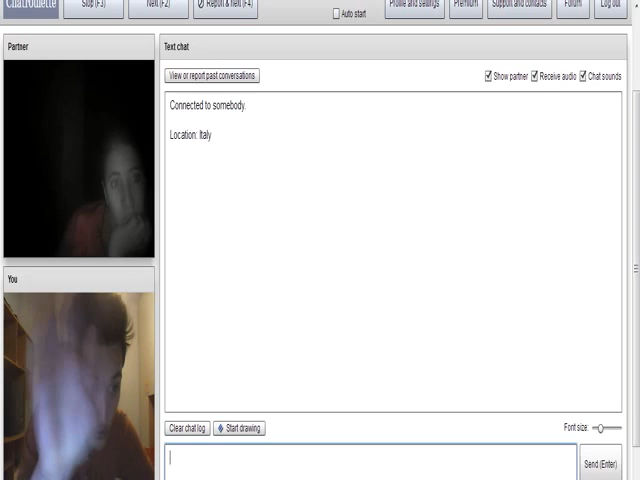 Chatroulette
Stop (F3) Next (F2) Report & next (F4) Auto start Profile and settings Premium Support and contacts Forum Log out
Partner Text chat
View or report past conversations Show partner Receive audio Chat sounds
Connected to somebody.
Location: Italy
You
Clear chat log Start drawing Font size:
Send (Enter)